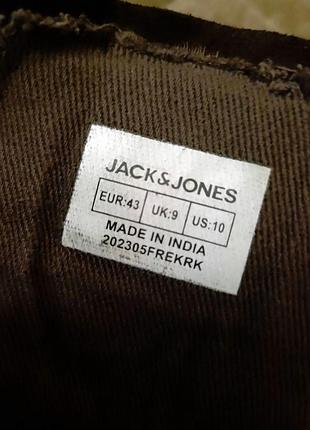 JACK&JONES
EUR:43 UK:9 US:10
MADE IN INDIA
202305FREKRK